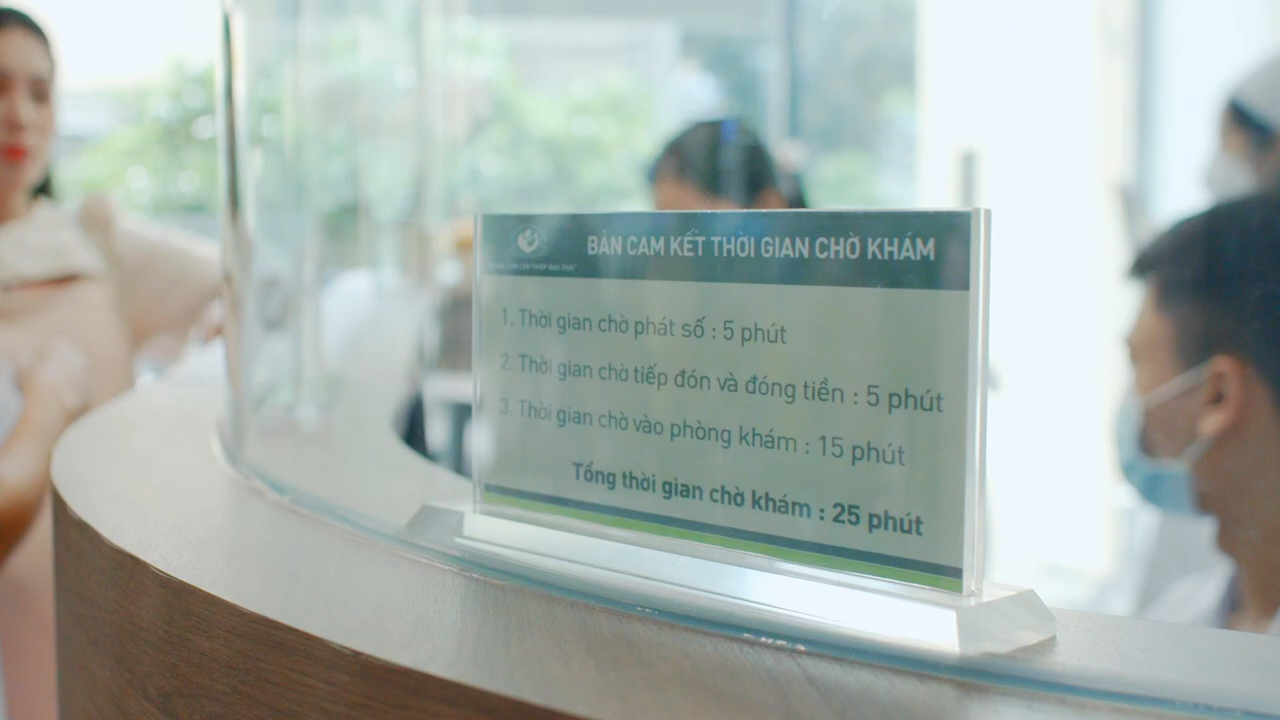 BẢN CAM KẾT THỜI GIAN CHỜ KHÁM
1. Thời gian chờ phát số : 5 phút
2. Thời gian chờ tiếp đón và đóng tiền : 5 phút
3. Thời gian chờ vào phòng khám : 15 phút
Tổng thời gian chờ khám : 25 phút